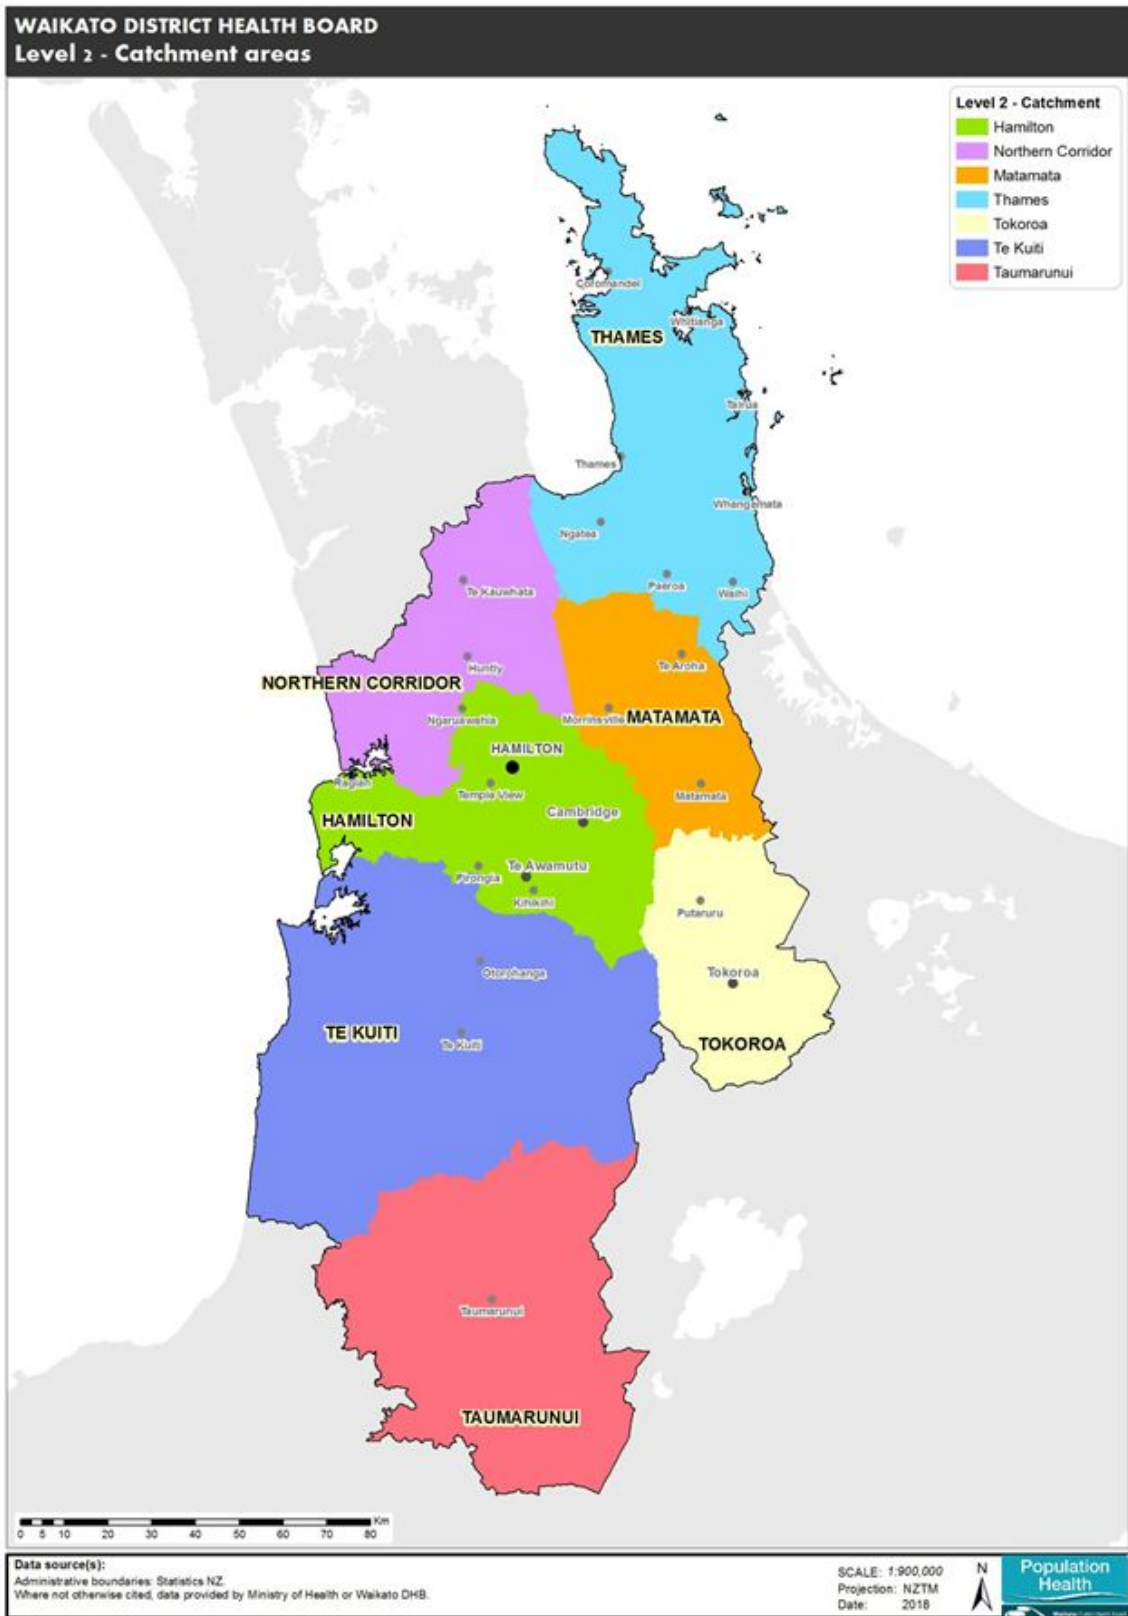 WAIKATO DISTRICT HEALTH BOARD
Level 2 - Catchment areas
Level 2 - Catchment
Hamilton
Northern Corridor
Matamata
Thames
Tokoroa
Te Kuiti
Taumarunui
Coromandel
Whitianga
THAMES
Tairua
Thames
Whangamata
Ngatea
Paeroa
Waihi
Te Kauwhata
Huntly
Te Aroha
NORTHERN CORRIDOR
Ngaruawahia
Morrinsville
MATAMATA
HAMILTON
Raglan
Temple View
Matamata
HAMILTON
Cambridge
Pirongia
Te Awamutu
Kihikihi
Putaruru
Otorohanga
Tokoroa
TE KUITI
Te Kuiti
TOKOROA
Taumarunui
TAUMARUNUI
Km
0 5 10 20 30 40 50 60 70 80
Data source(s):
Administrative boundaries: Statistics NZ.
Where not otherwise cited, data provided by Ministry of Health or Waikato DHB.
SCALE: 1:900,000
Projection: NZTM
Date: 2018
N
Population
Health